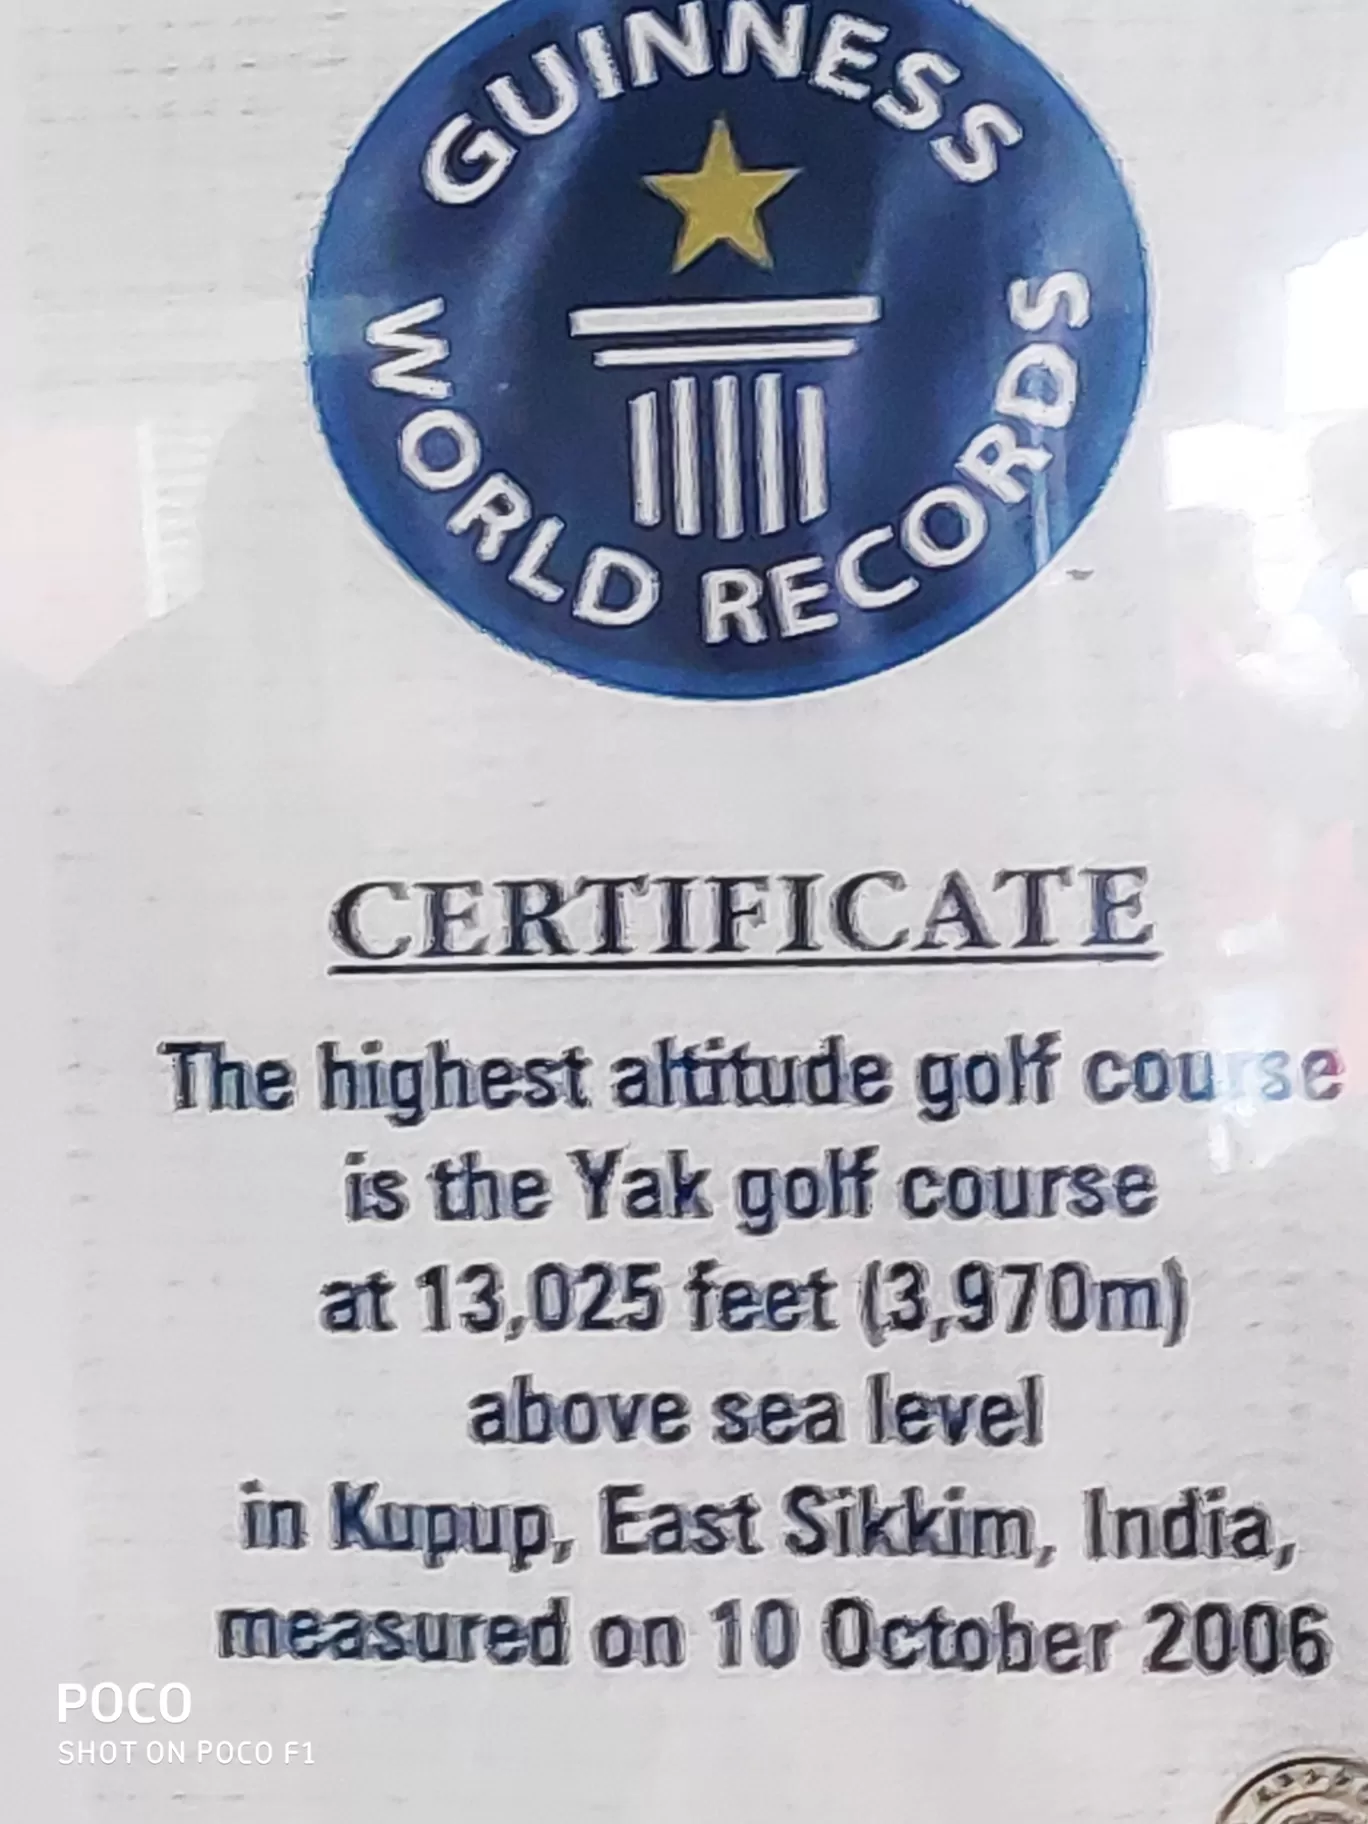 GUINNESS
WORLD RECORDS
CERTIFICATE
The highest altitude golf course
is the Yak golf course
at 13,025 feet (3,970m)
above sea level
in Kupup, East Sikkim, India,
measured on 10 October 2006
POCO
SHOT ON POCO F1